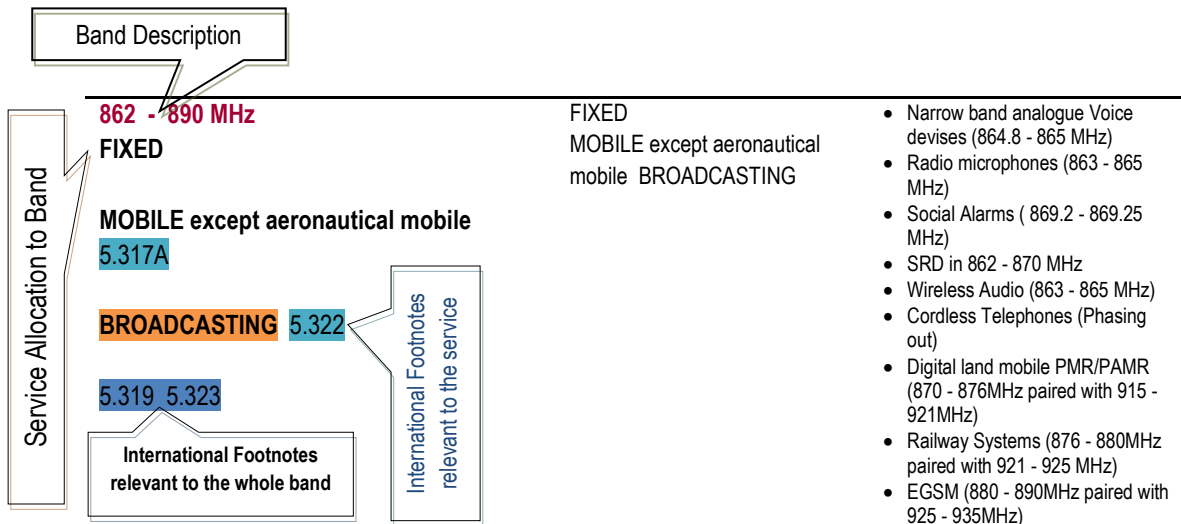 Band Description
Service Allocation to Band
862 - 890 MHz
FIXED
MOBILE except aeronautical mobile
5.317A
BROADCASTING 5.322
5.319 5.323
International Footnotes
relevant to the service
International Footnotes
relevant to the whole band
FIXED
MOBILE except aeronautical
mobile BROADCASTING
• Narrow band analogue Voice
devises (864.8 - 865 MHz)
• Radio microphones (863 - 865
MHz)
• Social Alarms ( 869.2 - 869.25
MHz)
• SRD in 862 - 870 MHz
• Wireless Audio (863 - 865 MHz)
• Cordless Telephones (Phasing
out)
• Digital land mobile PMR/PAMR
(870 - 876MHz paired with 915 -
921MHz)
• Railway Systems (876 - 880MHz
paired with 921 - 925 MHz)
• EGSM (880 - 890MHz paired with
925 - 935MHz)